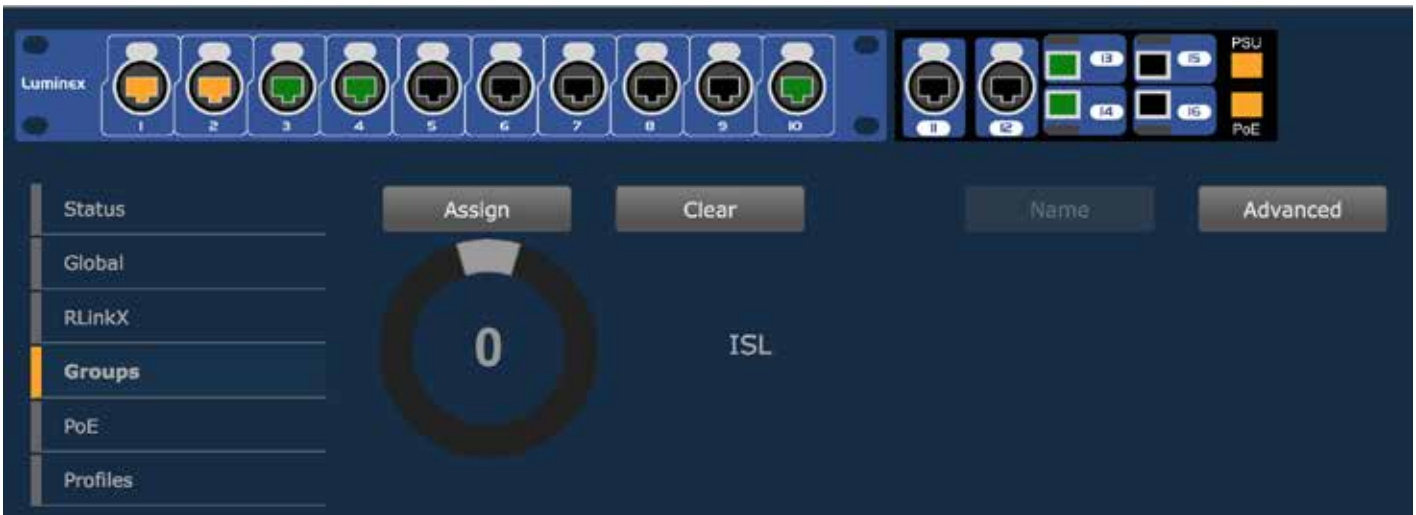 Luminex
1 2 3 4 5 6 7 8 9 10 11 12 13 14 15 16 PSU PoE
Status
Global
RLinkX
Groups
PoE
Profiles
Assign Clear Name Advanced
0 ISL